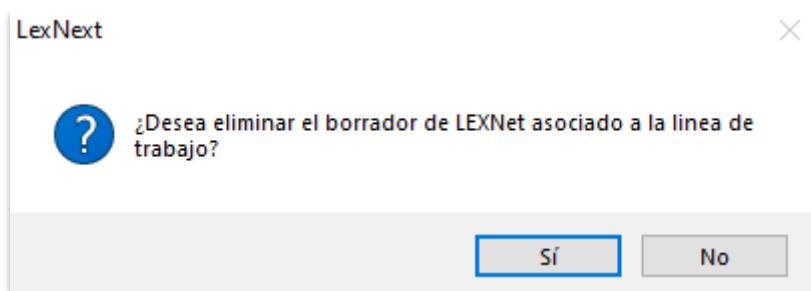 LexNext
¿Desea eliminar el borrador de LEXNet asociado a la linea de
trabajo?
Sí
No